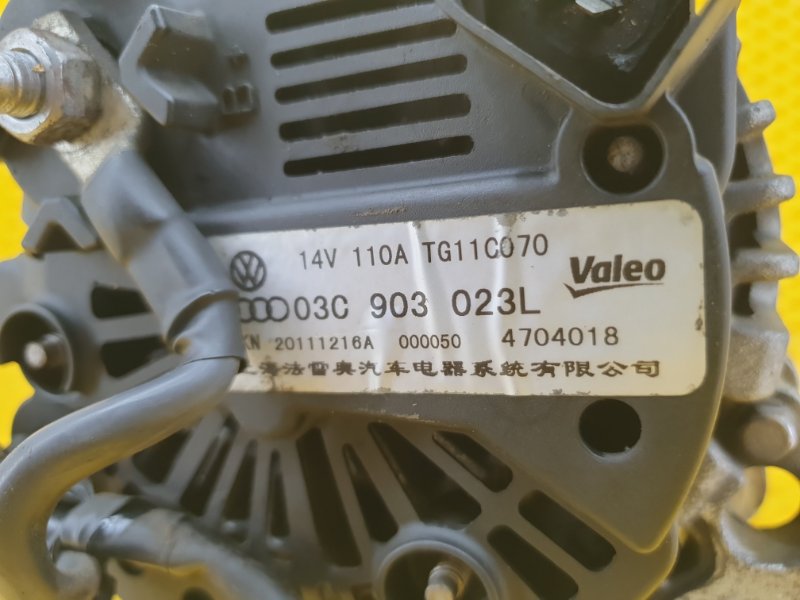 14V 110A TG11C070
Valeo
03C 903 023L
KN 20111216A 000050 4704018
上海法雷奥汽车电器系统有限公司